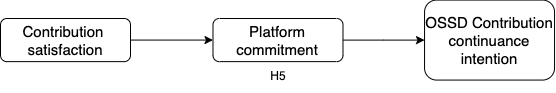 Contribution
satisfaction
Platform
commitment
H5
OSSD Contribution
continuance
intention